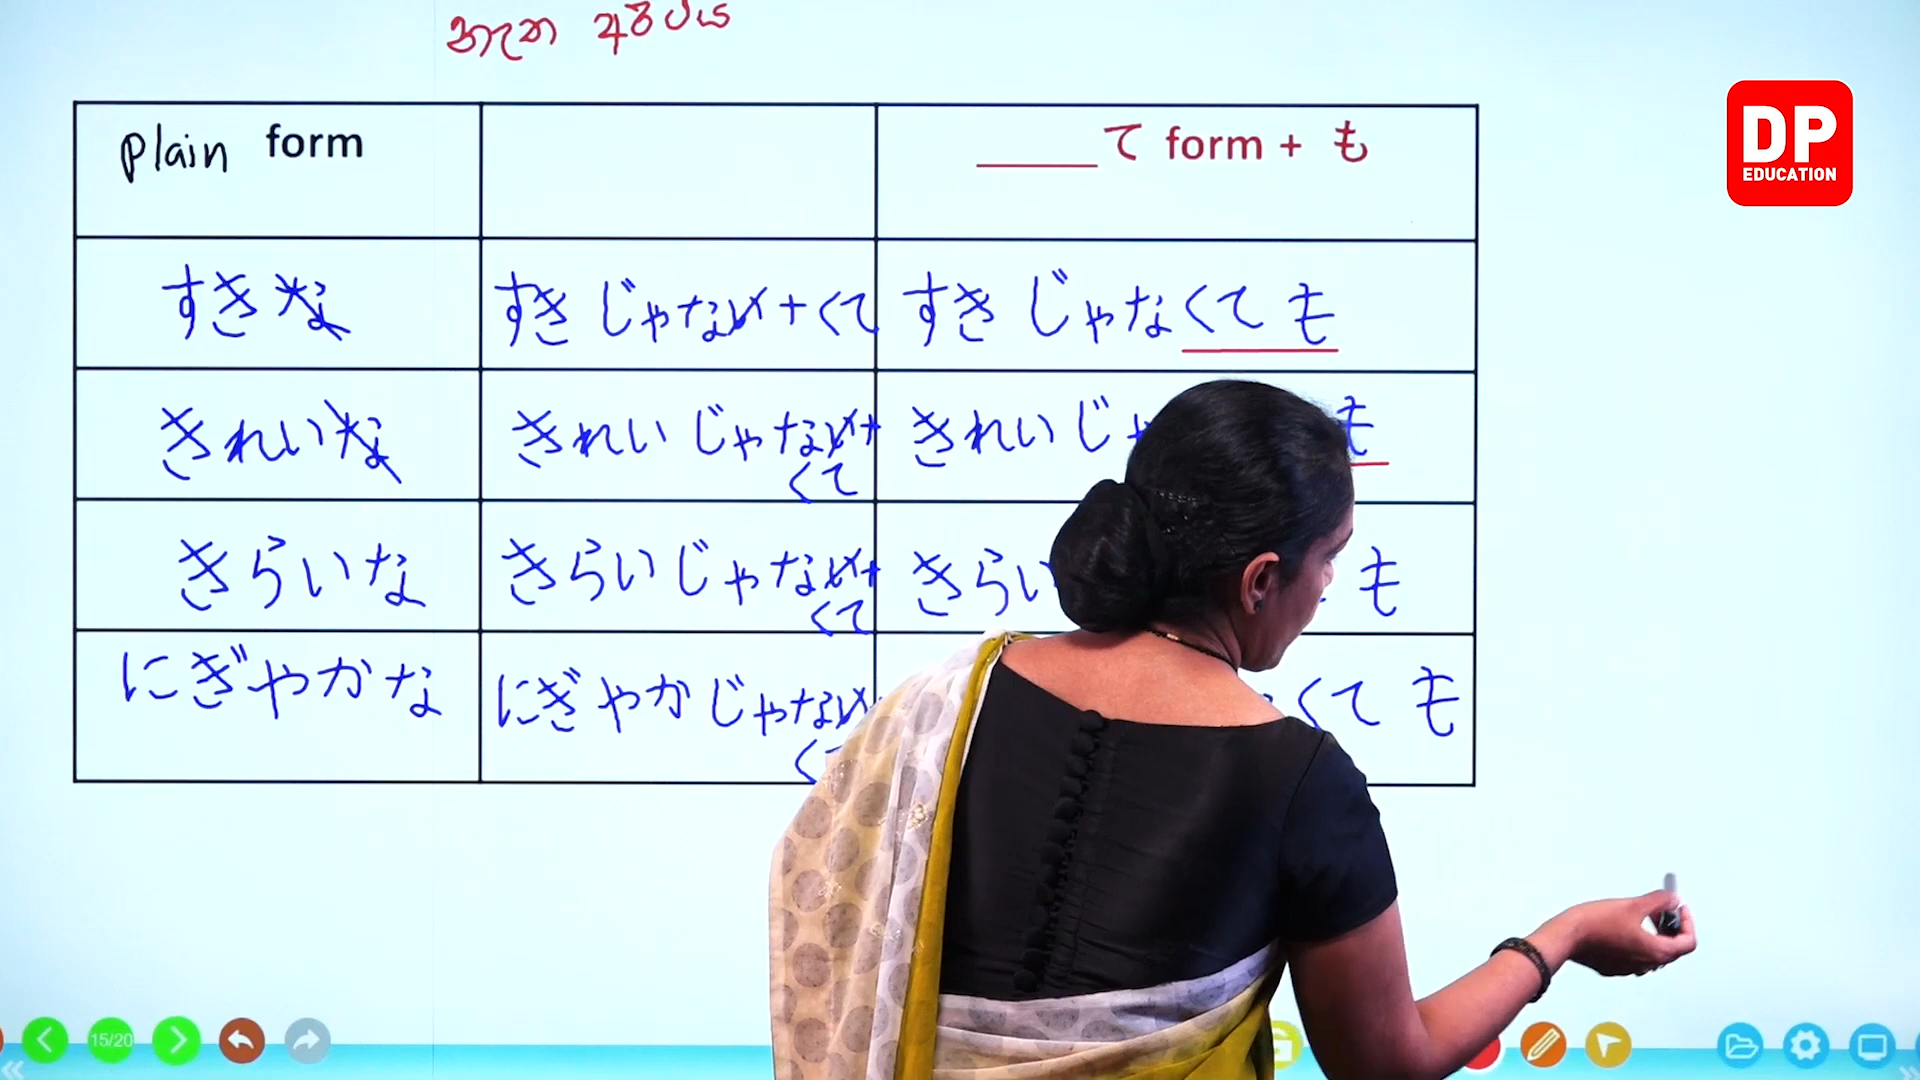 නැත අර්ථය
DP
EDUCATION
plain form
て form + も
すきな
すきじゃない+くて
すきじゃなくても
きれいな
きれいじゃない+
くて
きれいじゃ
も
きらいな
きらいじゃない+
くて
きらい
も
にぎやかな
にぎやかじゃない
く
くても
15/20